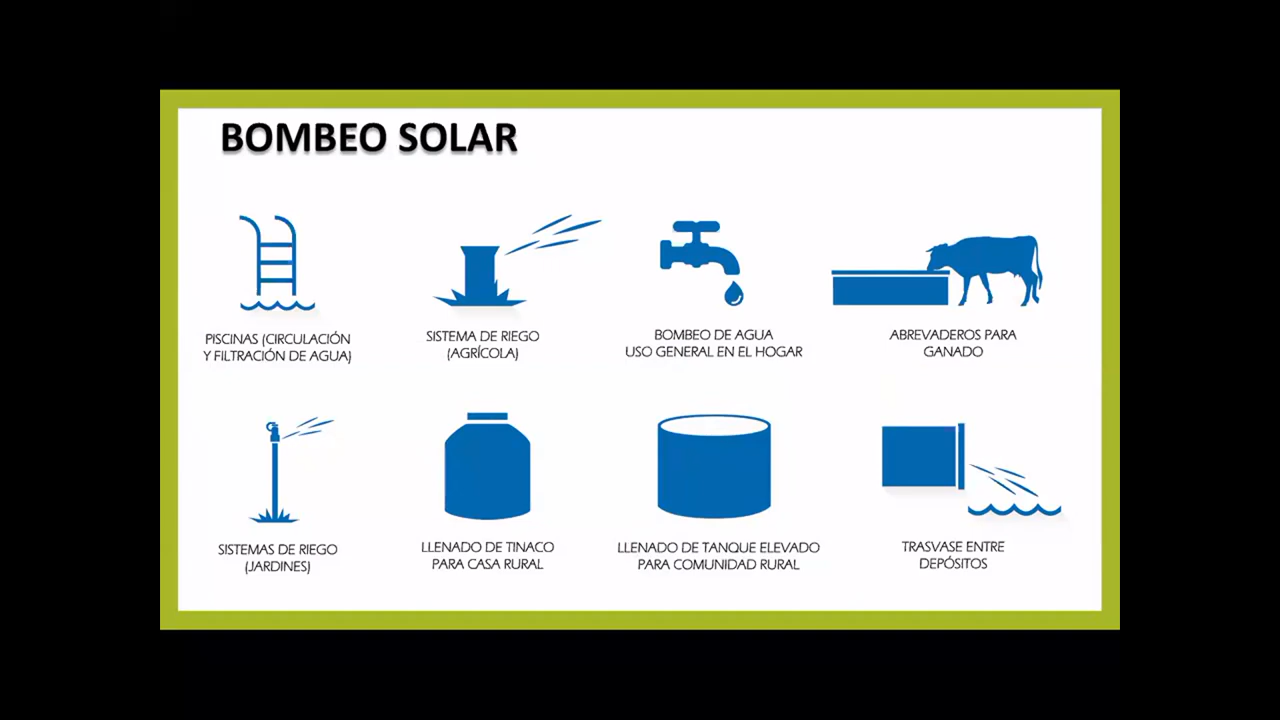 BOMBEO SOLAR
PISCINAS (CIRCULACIÓN
Y FILTRACIÓN DE AGUA)
SISTEMA DE RIEGO
(AGRÍCOLA)
BOMBEO DE AGUA
USO GENERAL EN EL HOGAR
ABREVADEROS PARA
GANADO
SISTEMAS DE RIEGO
(JARDINES)
LLENADO DE TINACO
PARA CASA RURAL
LLENADO DE TANQUE ELEVADO
PARA COMUNIDAD RURAL
TRASVASE ENTRE
DEPÓSITOS